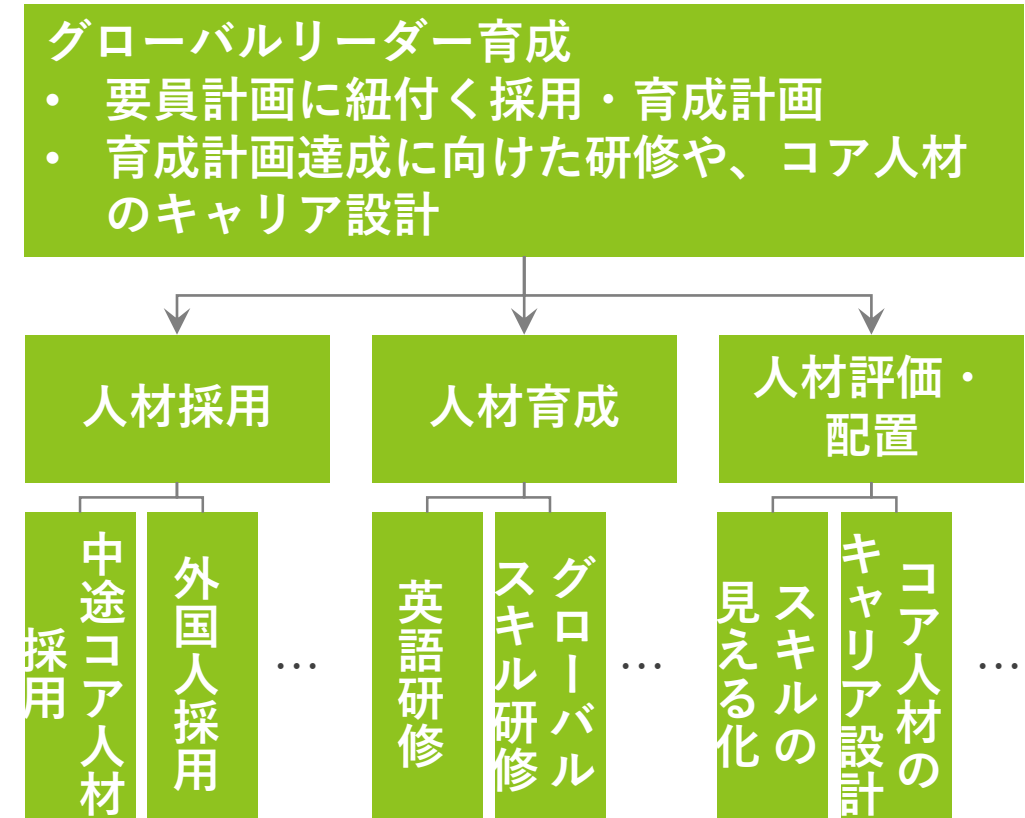 グローバルリーダー育成
• 要員計画に紐付く採用・育成計画
• 育成計画達成に向けた研修や、コア人材
のキャリア設計
人材採用
人材育成
人材評価・
配置
中途コア人材
採用
外国人採用
…
英語研修
グローバル
スキル研修
…
スキルの
見える化
コア人材の
キャリア設計
…